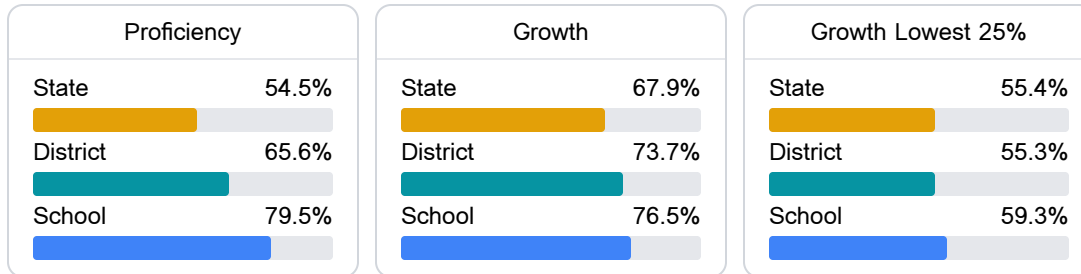 Proficiency
State 54.5%
District 65.6%
School 79.5%
Growth
State 67.9%
District 73.7%
School 76.5%
Growth Lowest 25%
State 55.4%
District 55.3%
School 59.3%